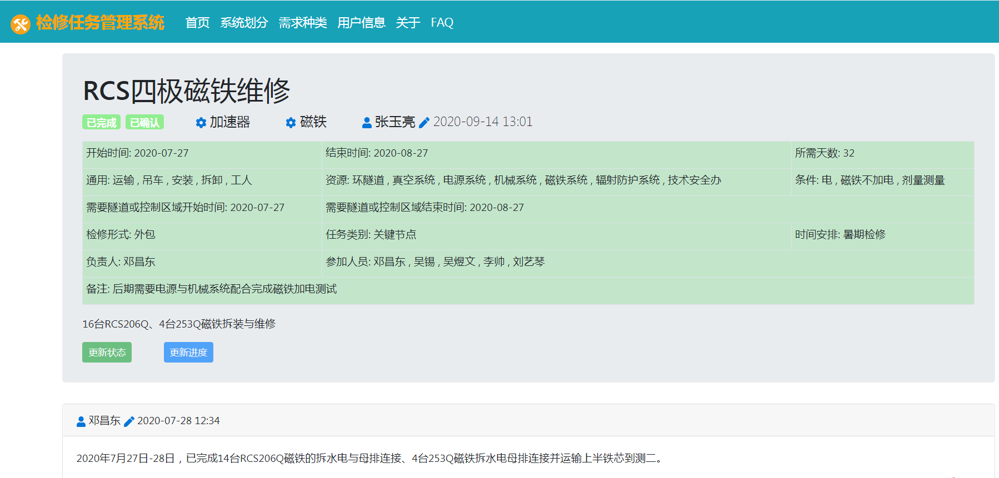 检修任务管理系统 首页 系统划分 需求种类 用户信息 关于 FAQ
RCS四极磁铁维修
已完成 已确认 加速器 磁铁 张玉亮 2020-09-14 13:01
开始时间: 2020-07-27 结束时间: 2020-08-27 所需天数: 32
通用: 运输 , 吊车 , 安装 , 拆卸 , 工人 资源: 环隧道 , 真空系统 , 电源系统 , 机械系统 , 磁铁系统 , 辐射防护系统 , 技术安全办 条件: 电 , 磁铁不加电 , 剂量测量
需要隧道或控制区域开始时间: 2020-07-27 需要隧道或控制区域结束时间: 2020-08-27
检修形式: 外包 任务类别: 关键节点 时间安排: 暑期检修
负责人: 邓昌东 参加人员: 邓昌东 , 吴锡 , 吴煜文 , 李帅 , 刘艺琴
备注: 后期需要电源与机械系统配合完成磁铁加电测试
16台RCS206Q、4台253Q磁铁拆装与维修
更新状态 更新进度
邓昌东 2020-07-28 12:34
2020年7月27日-28日，已完成14台RCS206Q磁铁的拆水电与母排连接、4台253Q磁铁拆水电母排连接并运输上半铁芯到测二。